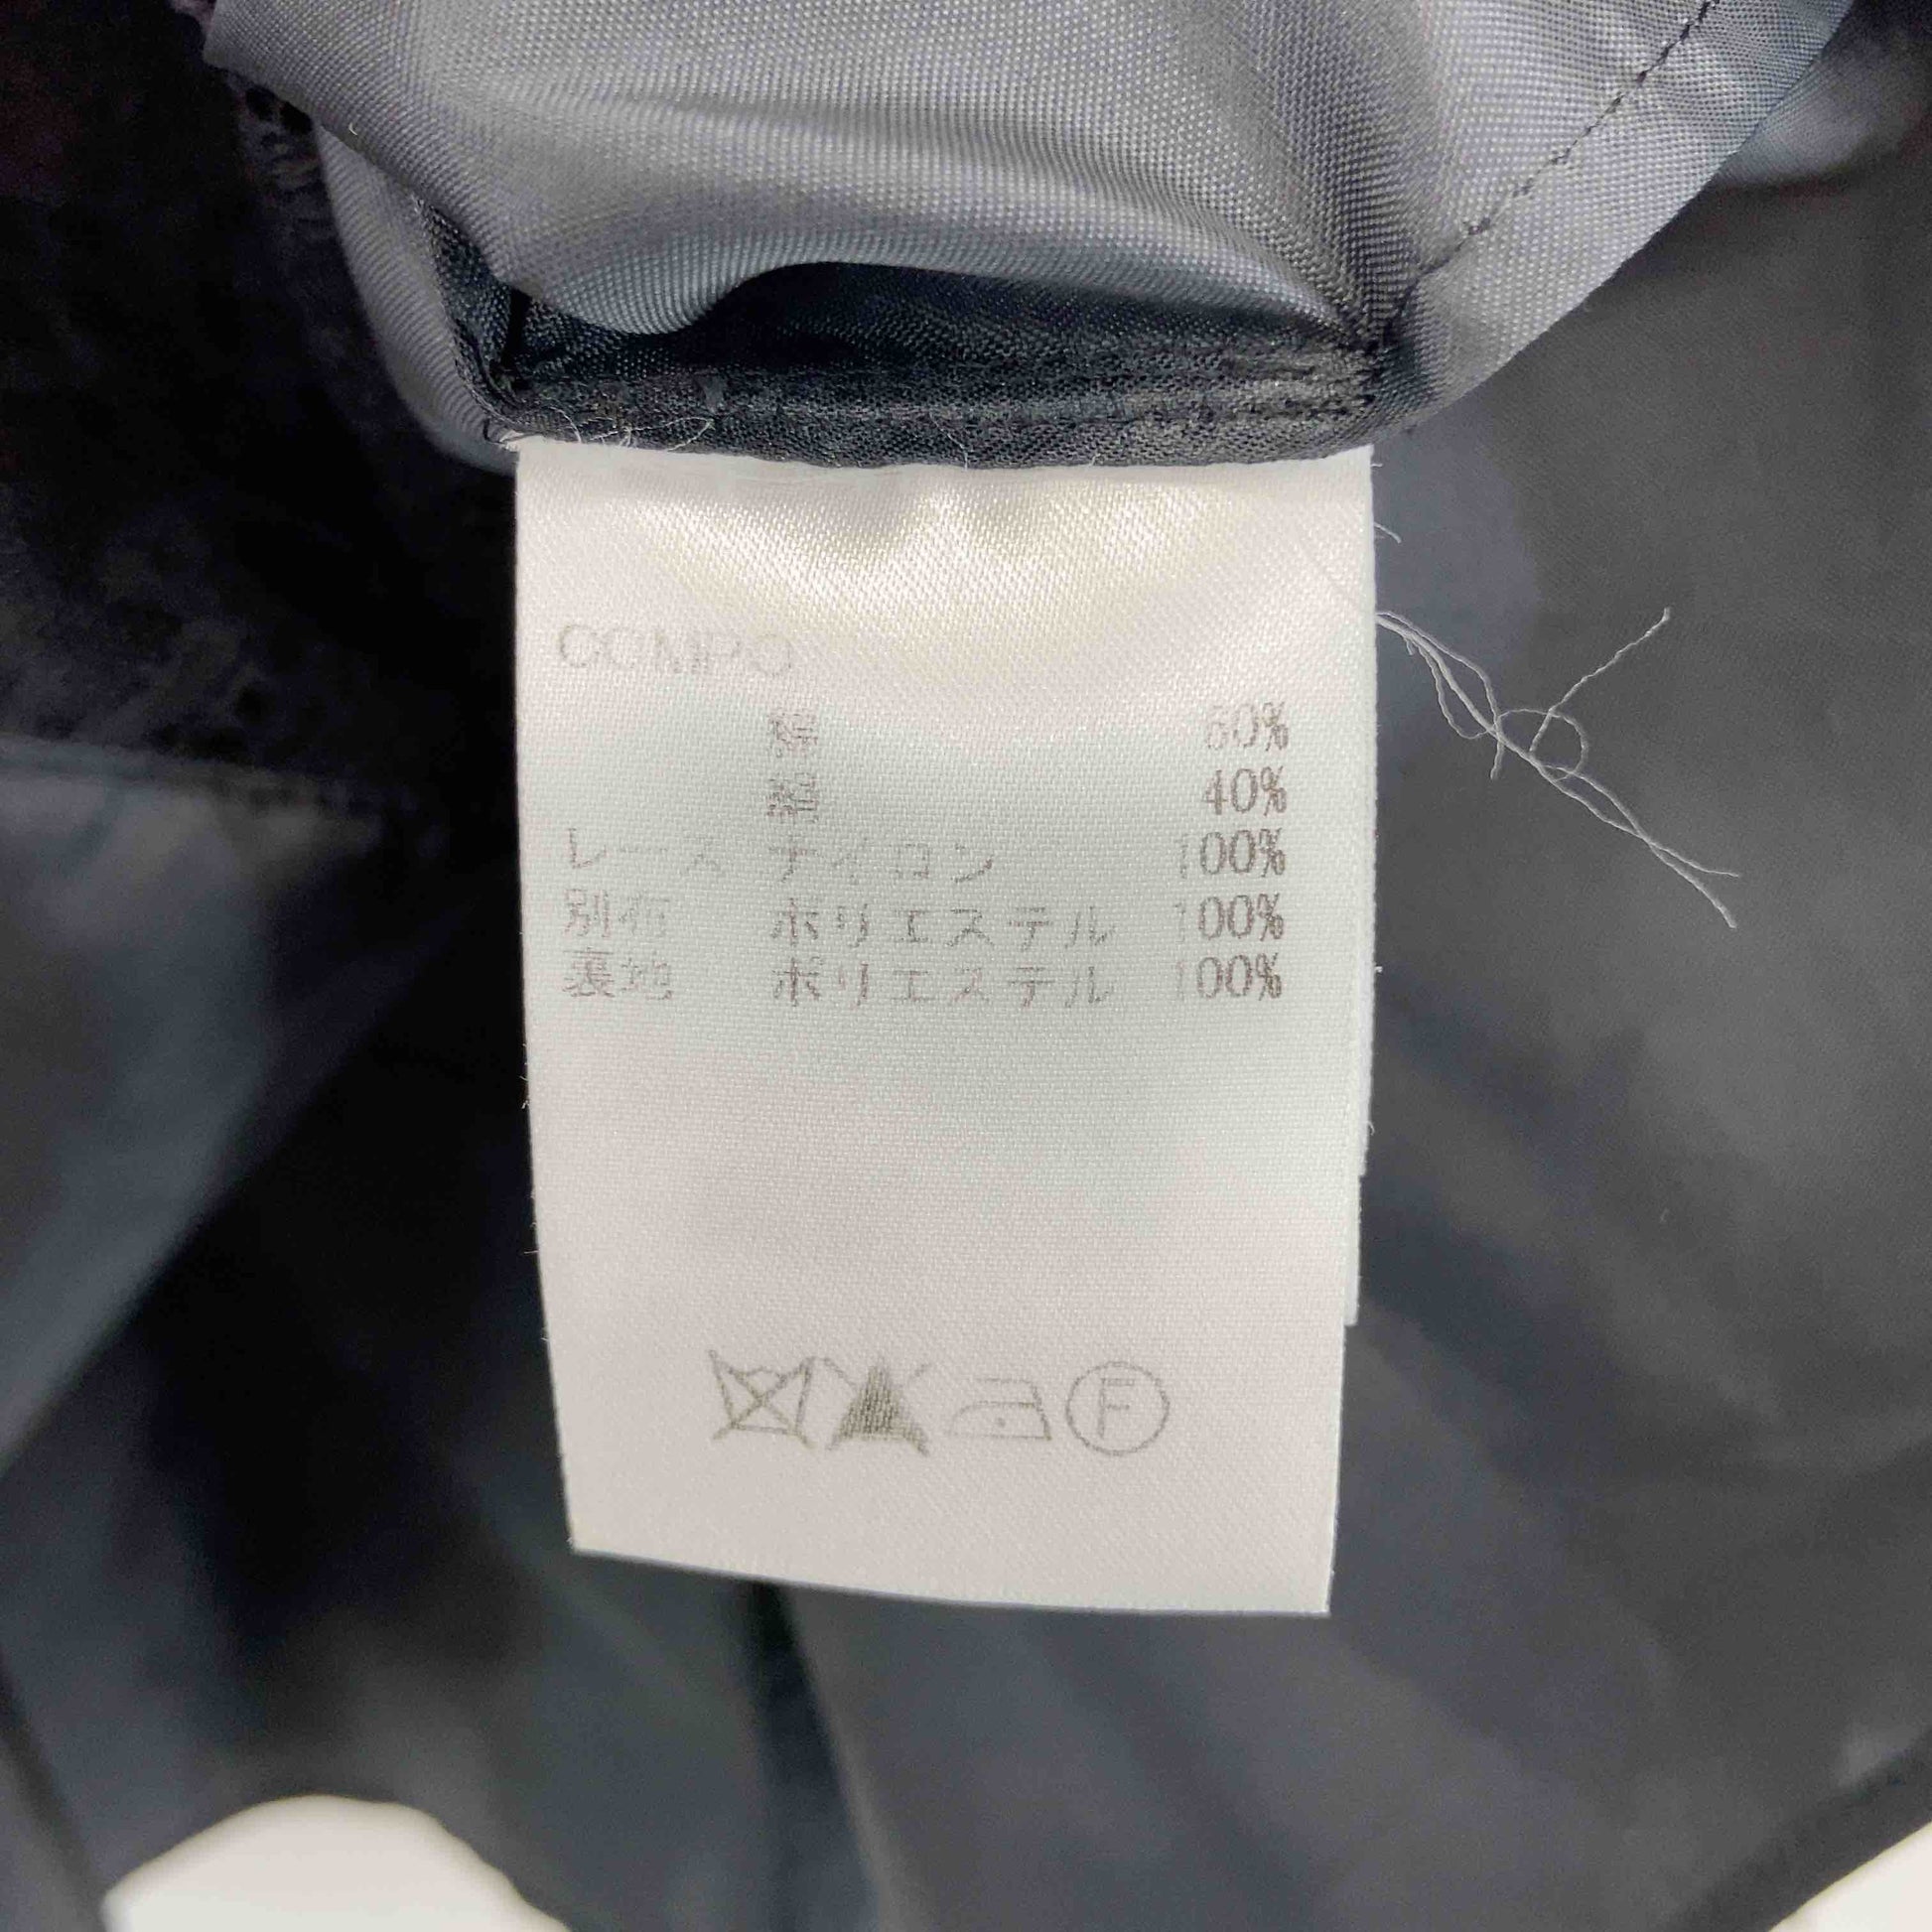 COMPO
綿 60%
絹 40%
レース ナイロン 100%
別布 ポリエステル 100%
裏地 ポリエステル 100%
F